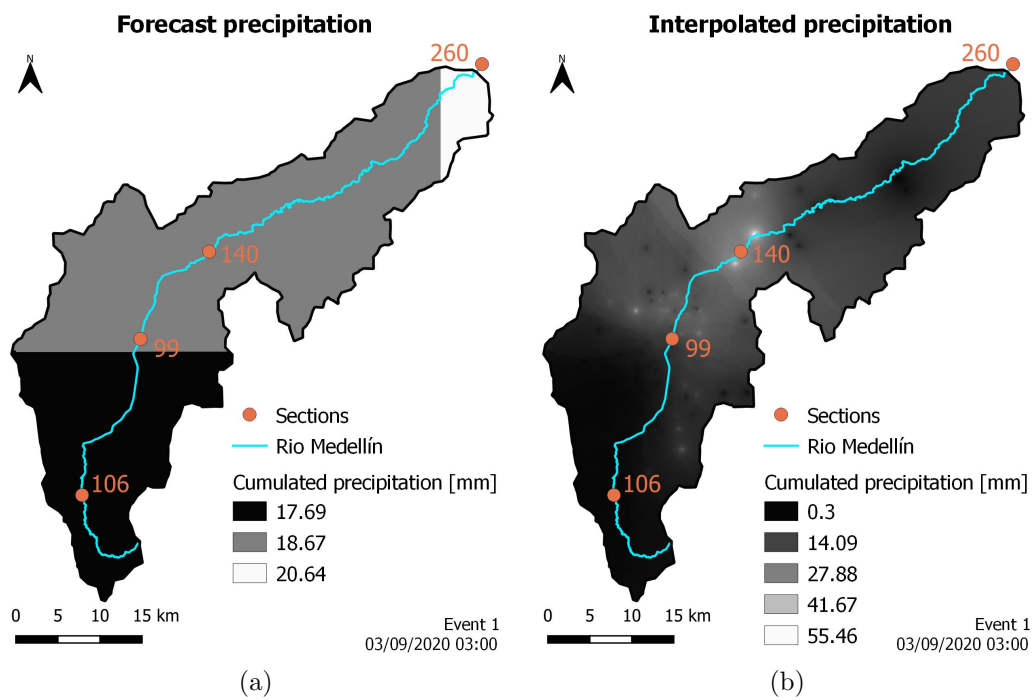 Forecast precipitation
N
260
140
99
106
Sections
Rio Medellín
Cumulated precipitation [mm]
17.69
18.67
20.64
0 5 10 15 km
Event 1
03/09/2020 03:00
(a)
Interpolated precipitation
N
260
140
99
106
Sections
Rio Medellín
Cumulated precipitation [mm]
0.3
14.09
27.88
41.67
55.46
0 5 10 15 km
Event 1
03/09/2020 03:00
(b)